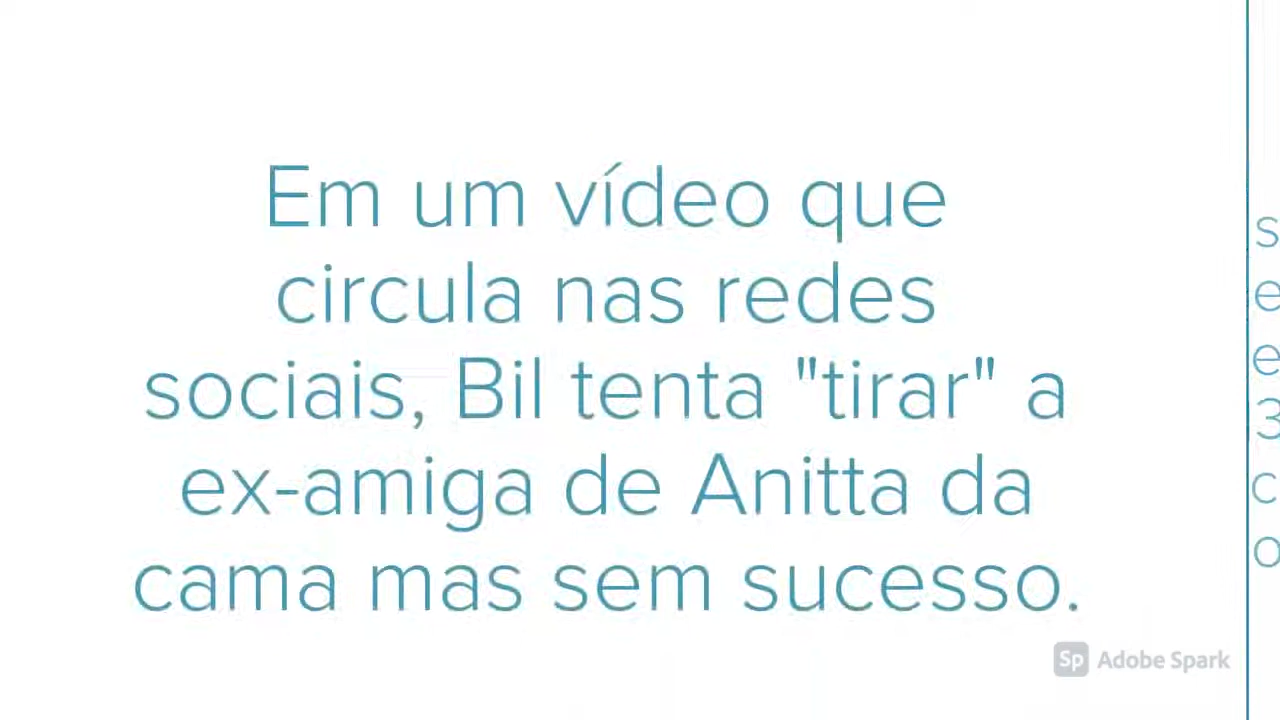 Em um vídeo que
circula nas redes
sociais, Bil tenta "tirar" a
ex-amiga de Anitta da
cama mas sem sucesso.
Sp Adobe Spark